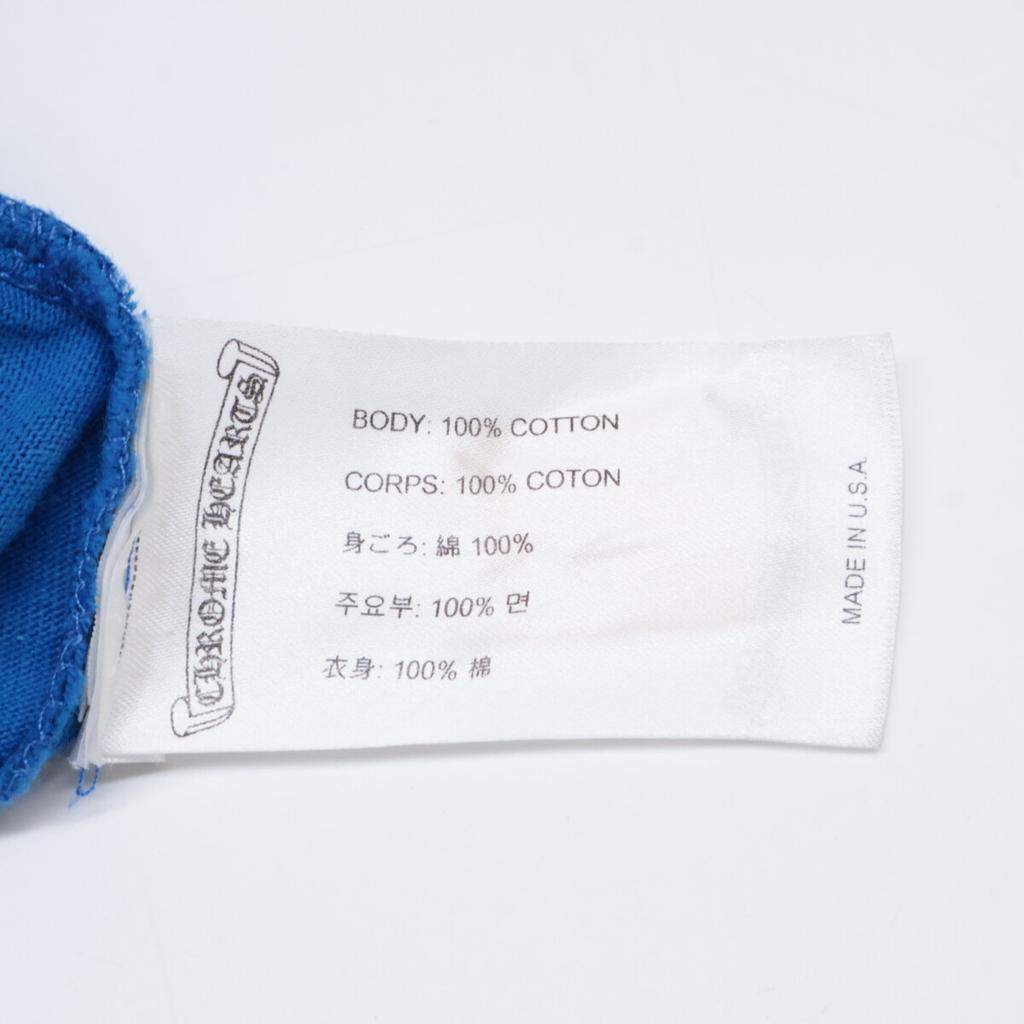 CHROME HEARTS
BODY: 100% COTTON
CORPS: 100% COTON
身ごろ: 綿 100%
주요부: 100% 면
衣身: 100% 棉
MADE IN U.S.A.